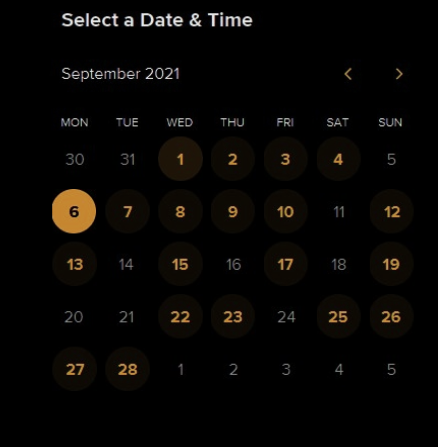 Select a Date & Time
September 2021
MON TUE WED THU FRI SAT SUN
30 31 1 2 3 4 5
6 7 8 9 10 11 12
13 14 15 16 17 18 19
20 21 22 23 24 25 26
27 28 1 2 3 4 5